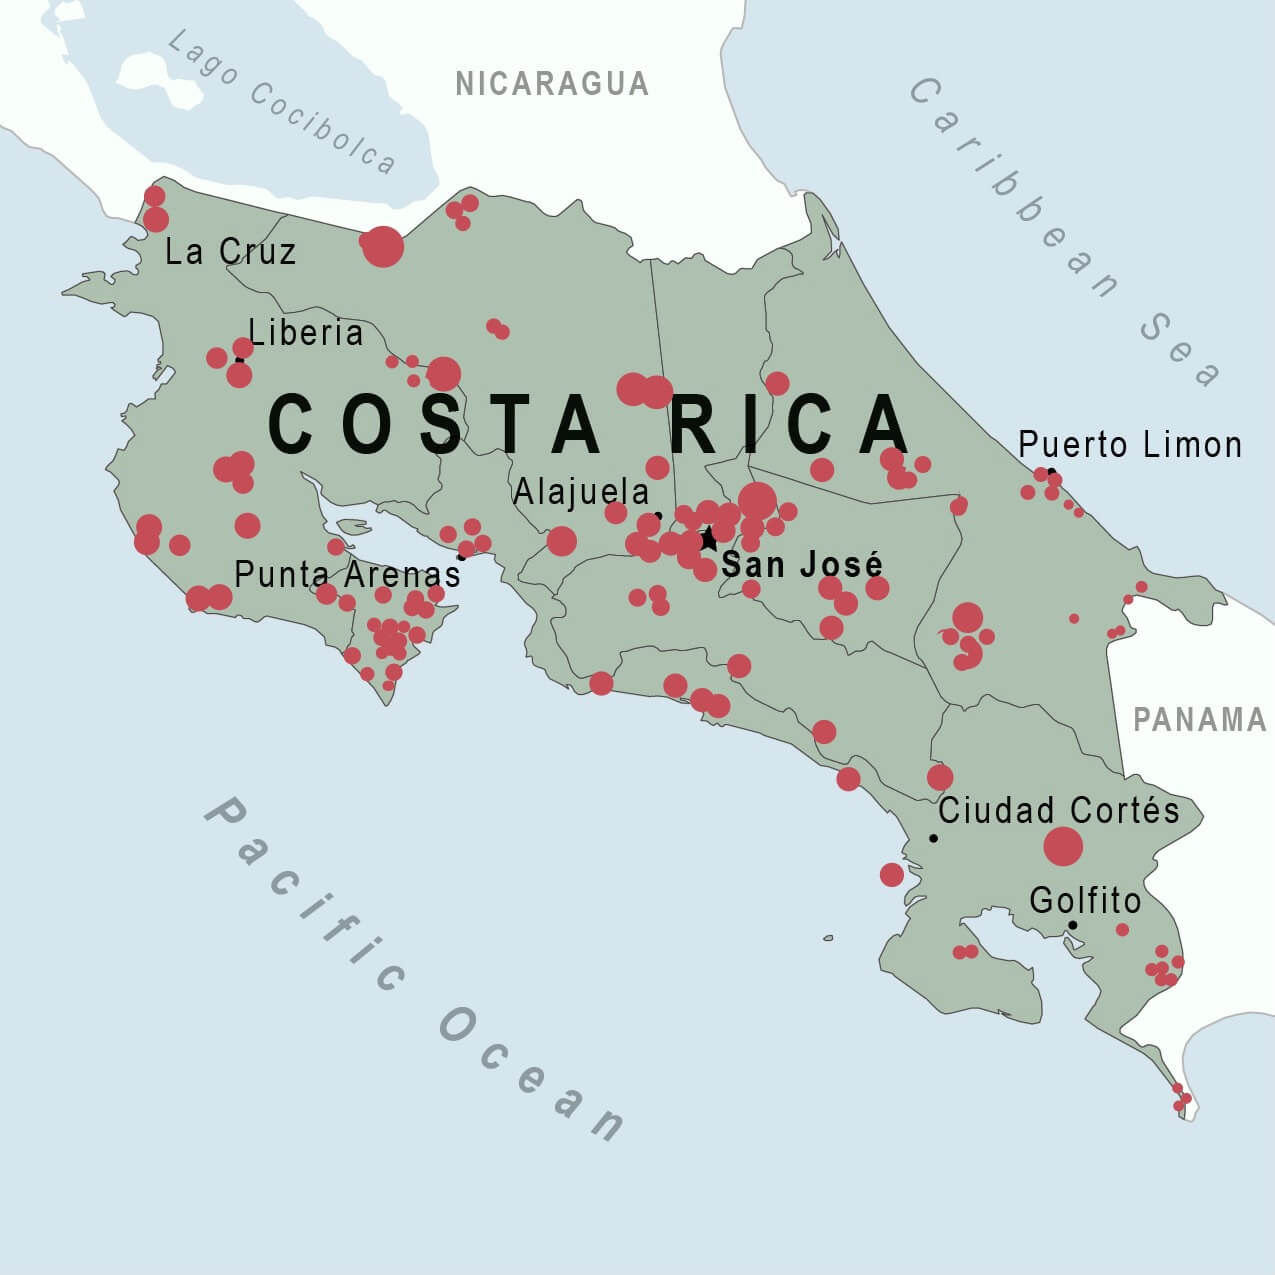 Lago Cocibolca
NICARAGUA
Caribbean Sea
La Cruz
Liberia
COSTA RICA
Puerto Limon
Alajuela
San José
Punta Arenas
PANAMA
Ciudad Cortés
Golfito
Pacific Ocean